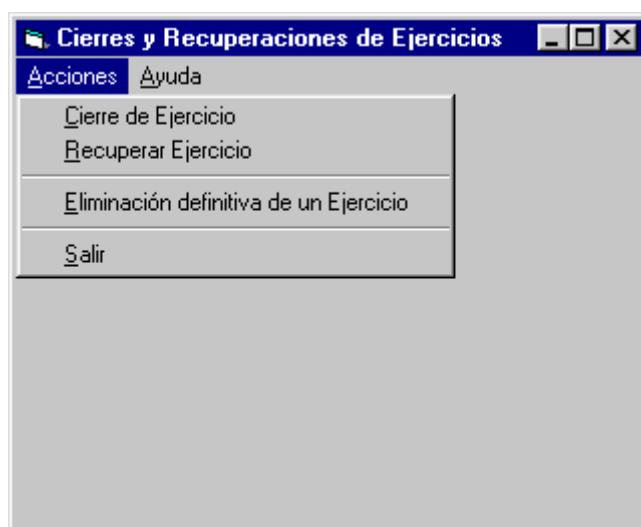 Cierres y Recuperaciones de Ejercicios
Acciones Ayuda
Cierre de Ejercicio
Recuperar Ejercicio
Eliminación definitiva de un Ejercicio
Salir